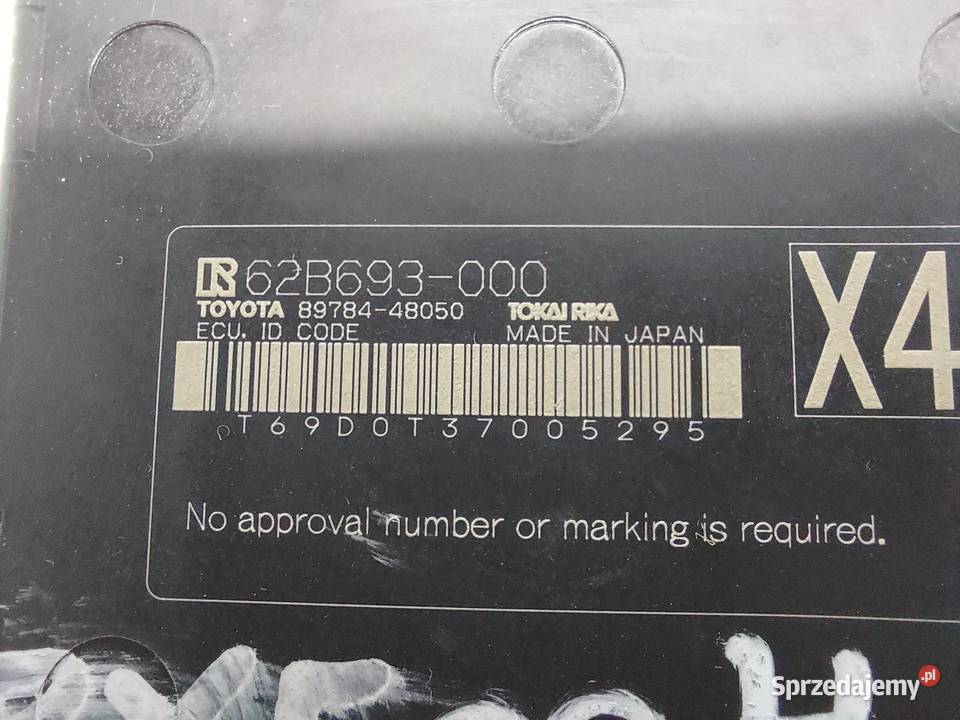 62B693-000
TOYOTA 89784-48050 TOKAI RIKA
ECU. ID CODE MADE IN JAPAN
X4
T69D0T37005295
No approval number or marking is required.
Sprzedajemy.pl